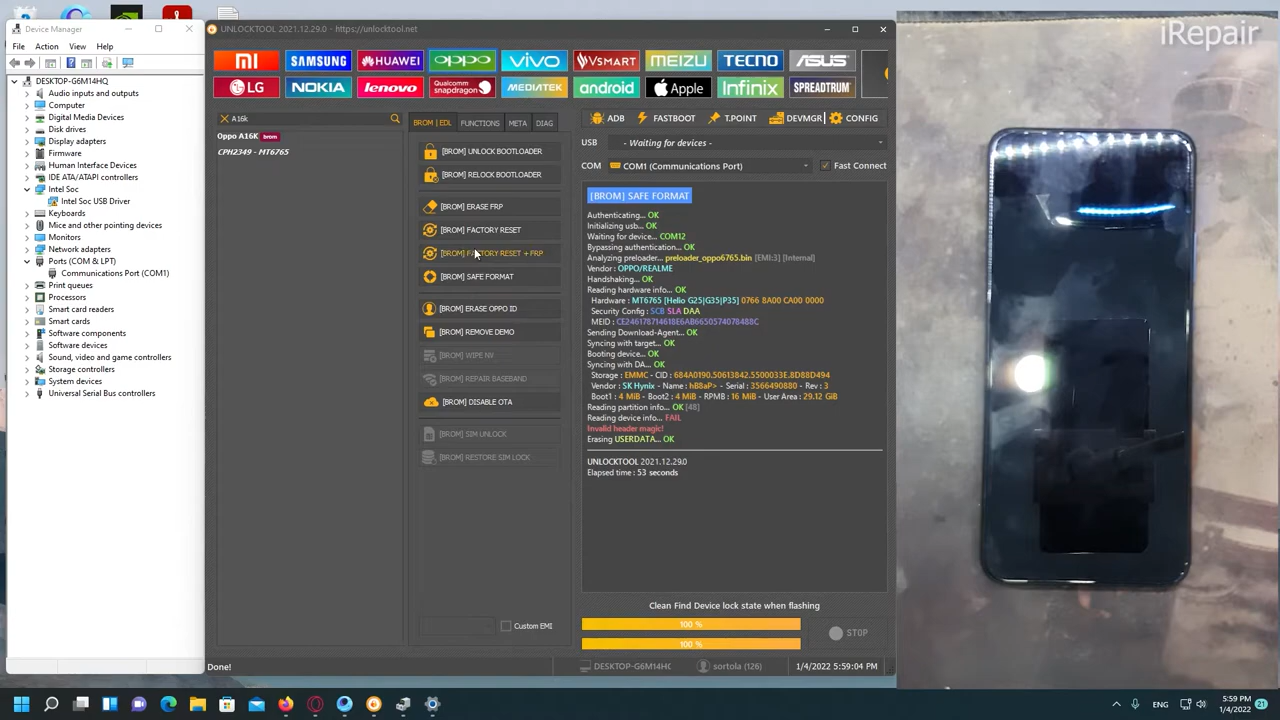 Device Manager
File Action View Help
DESKTOP-G6M14HQ
Audio inputs and outputs
Computer
Digital Media Devices
Disk drives
Display adapters
Firmware
Human Interface Devices
IDE ATA/ATAPI controllers
Intel Soc
Intel Soc USB Driver
Keyboards
Mice and other pointing devices
Monitors
Network adapters
Ports (COM & LPT)
Communications Port (COM1)
Print queues
Processors
Smart card readers
Smart cards
Software components
Software devices
Sound, video and game controllers
Storage controllers
System devices
Universal Serial Bus controllers
UNLOCKTOOL 2021.12.29.0 - https://unlocktool.net
mi SAMSUNG HUAWEI oppo vivo VSMART MEIZU TECNO ASUS
LG NOKIA lenovo Qualcomm snapdragon MEDIATEK android Apple Infinix SPREADTRUM
A16k
Oppo A16K brom
CPH2349 - MT6765
BROM | EDL FUNCTIONS META DIAG
[BROM] UNLOCK BOOTLOADER
[BROM] RELOCK BOOTLOADER
[BROM] ERASE FRP
[BROM] FACTORY RESET
[BROM] FACTORY RESET + FRP
[BROM] SAFE FORMAT
[BROM] ERASE OPPO ID
[BROM] REMOVE DEMO
[BROM] WIPE NV
[BROM] REPAIR BASEBAND
[BROM] DISABLE OTA
[BROM] SIM UNLOCK
[BROM] RESTORE SIM LOCK
Custom EMI
ADB FASTBOOT T.POINT DEVMGR CONFIG
USB - Waiting for devices -
COM COM1 (Communications Port) Fast Connect
[BROM] SAFE FORMAT
Authenticating... OK
Initializing usb... OK
Waiting for device... COM12
Bypassing authentication... OK
Analyzing preloader... preloader_oppo6765.bin [EMI:3] [Internal]
Vendor : OPPO/REALME
Handshaking... OK
Reading hardware info... OK
Hardware : MT6765 [Helio G25|G35|P35] 0766 8A00 CA00 0000
Security Config : SCB SLA DAA
MEID : CE246178714618E6AB6650574078488C
Sending Download-Agent... OK
Syncing with target... OK
Booting device... OK
Syncing with DA... OK
Storage : EMMC - CID : 684A0190.50613842.5500033E.8D88D494
Vendor : SK Hynix - Name : hB8aP> - Serial : 3566490880 - Rev : 3
Boot1 : 4 MiB - Boot2 : 4 MiB - RPMB : 16 MiB - User Area : 29.12 GiB
Reading partition info... OK [48]
Reading device info... FAIL
Invalid header magic!
Erasing USERDATA... OK
UNLOCKTOOL 2021.12.29.0
Elapsed time : 53 seconds
Clean Find Device lock state when flashing
100 %
100 %
STOP
Done! DESKTOP-G6M14HQ sortola (126) 1/4/2022 5:59:04 PM
iRepair
ENG 5:59 PM
1/4/2022 21